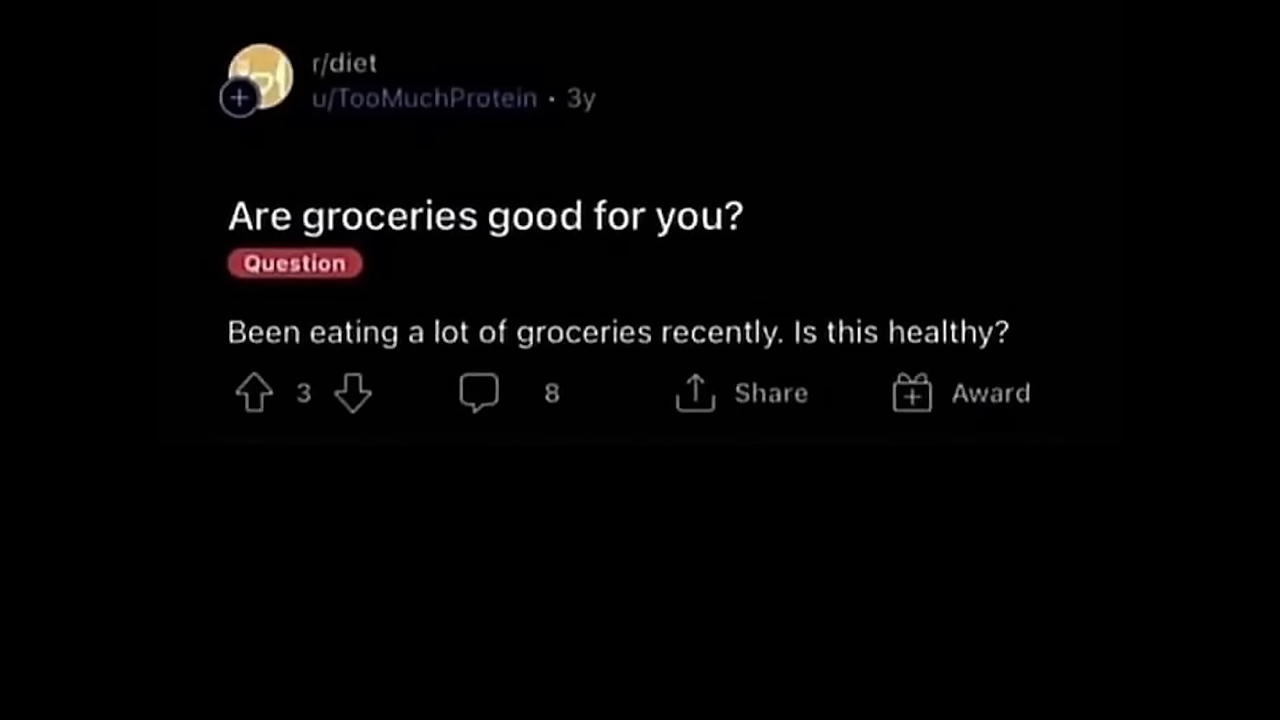 r/diet
u/TooMuchProtein · 3y
Are groceries good for you?
Question
Been eating a lot of groceries recently. Is this healthy?
3 8 Share Award